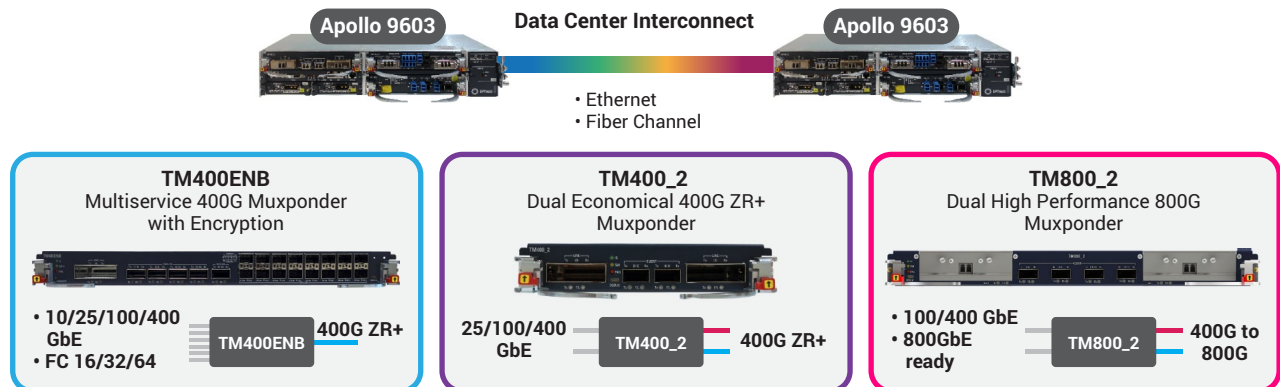 Apollo 9603
Data Center Interconnect
Apollo 9603
• Ethernet
• Fiber Channel
TM400ENB
Multiservice 400G Muxponder
with Encryption
• 10/25/100/400
GbE
• FC 16/32/64
TM400ENB
400G ZR+
TM400_2
Dual Economical 400G ZR+
Muxponder
TM400_2
25/100/400
GbE
TM400_2
400G ZR+
TM800_2
Dual High Performance 800G
Muxponder
TM800_2
• 100/400 GbE
• 800GbE
ready
TM800_2
400G to
800G